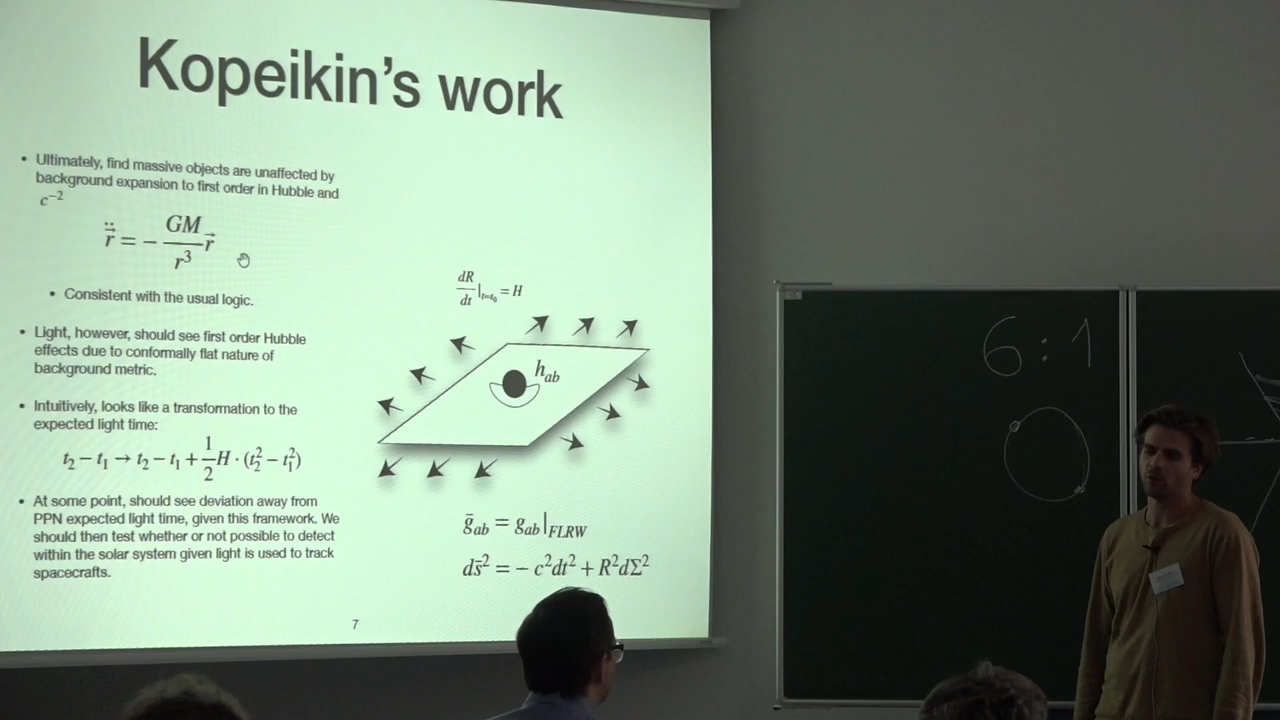 Kopeikin's work
• Ultimately, find massive objects are unaffected by
background expansion to first order in Hubble and
c⁻²
r̈⃗ = − GM/r³ r⃗
• Consistent with the usual logic.
• Light, however, should see first order Hubble
effects due to conformally flat nature of
background metric.
• Intuitively, looks like a transformation to the
expected light time:
t₂ − t₁ → t₂ − t₁ + 1/2 H · (t₂² − t₁²)
• At some point, should see deviation away from
PPN expected light time, given this framework. We
should then test whether or not possible to detect
within the solar system given light is used to track
spacecrafts.
dR/dt |ₜ₌ₜ₀ = H
h_ab
ḡ_ab = g_ab|_FLRW
ds̄² = − c²dt² + R²dΣ²
7
6:1